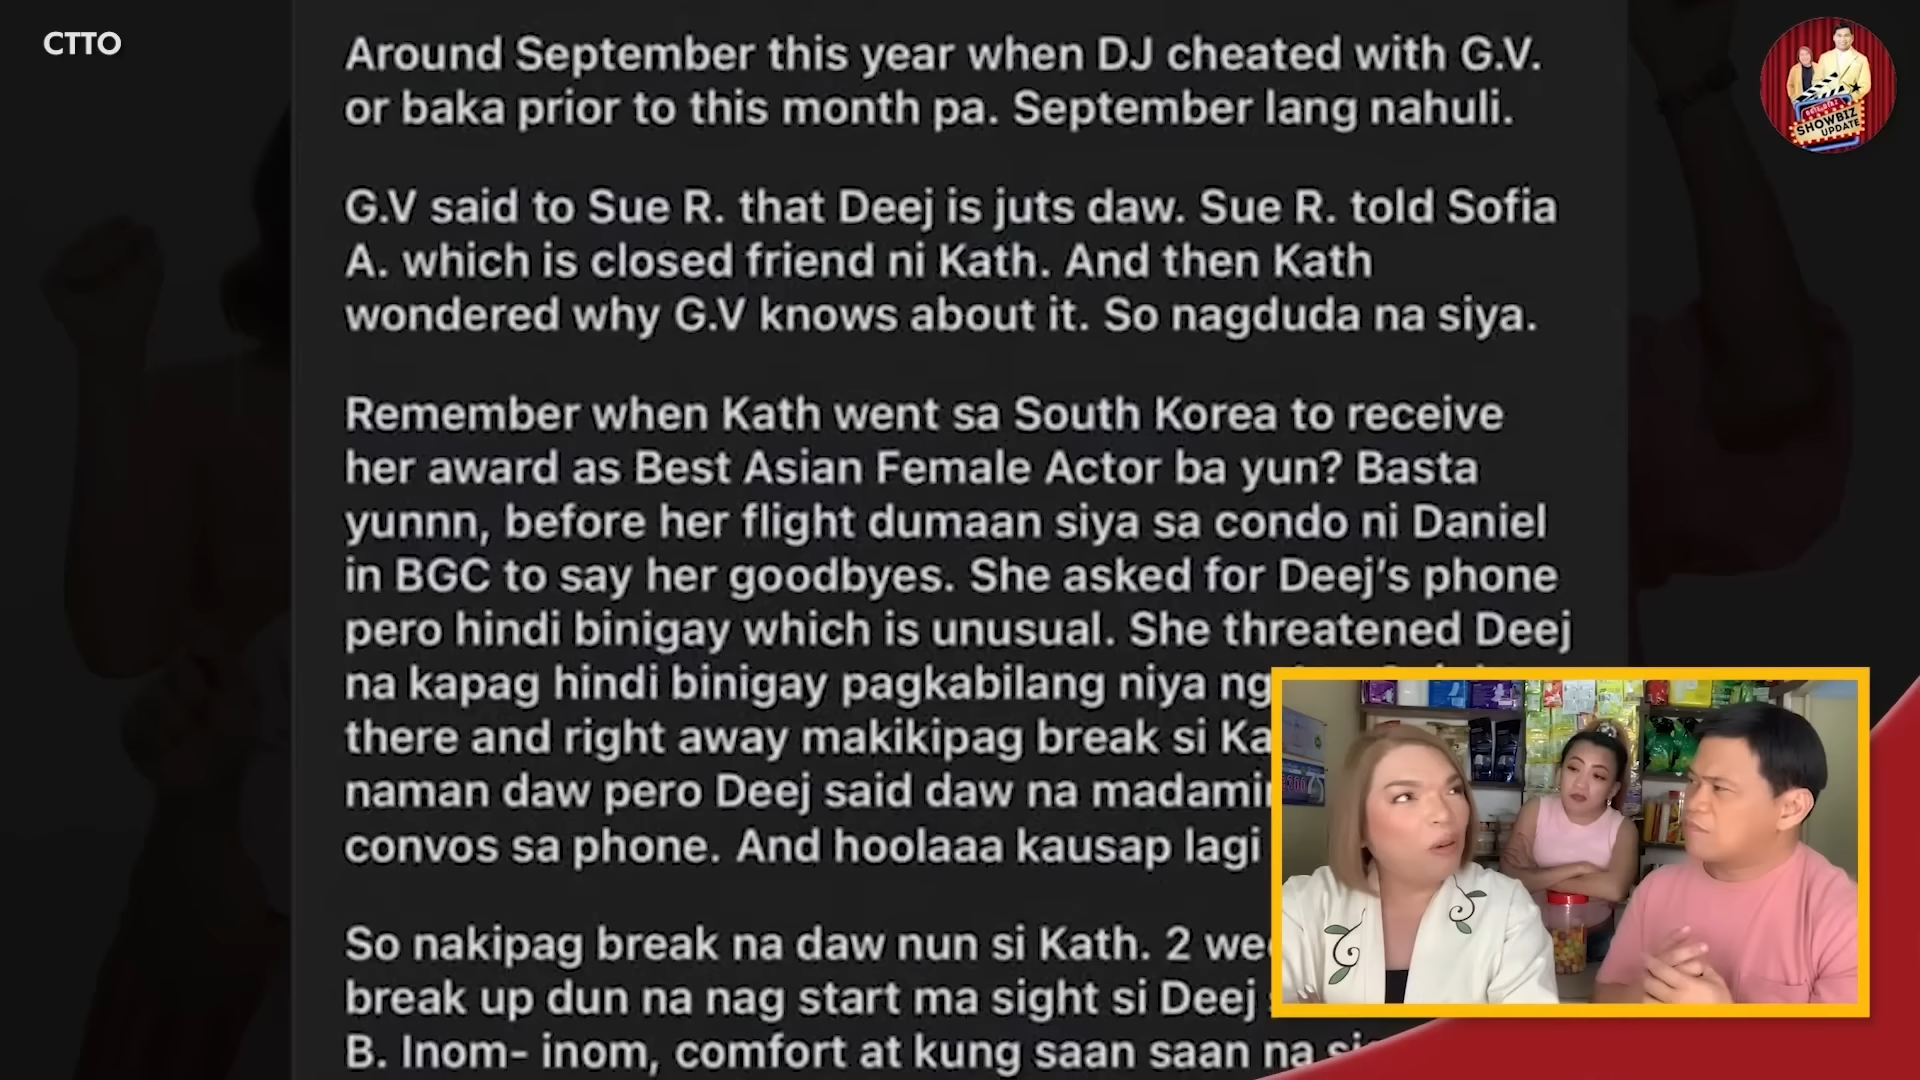 CTTO
Around September this year when DJ cheated with G.V.
or baka prior to this month pa. September lang nahuli.
G.V said to Sue R. that Deej is juts daw. Sue R. told Sofia
A. which is closed friend ni Kath. And then Kath
wondered why G.V knows about it. So nagduda na siya.
Remember when Kath went sa South Korea to receive
her award as Best Asian Female Actor ba yun? Basta
yunnn, before her flight dumaan siya sa condo ni Daniel
in BGC to say her goodbyes. She asked for Deej's phone
pero hindi binigay which is unusual. She threatened Deej
na kapag hindi binigay pagkabilang niya ng
there and right away makikipag break si
naman daw pero Deej said daw na
convos sa phone. And hoolaaa kausap lagi
So nakipag break na daw nun si Kath. 2
break up dun na nag start ma sight si Deej
B. Inom- inom, comfort at kung saan saan na
SHOWBIZ
UPDATE